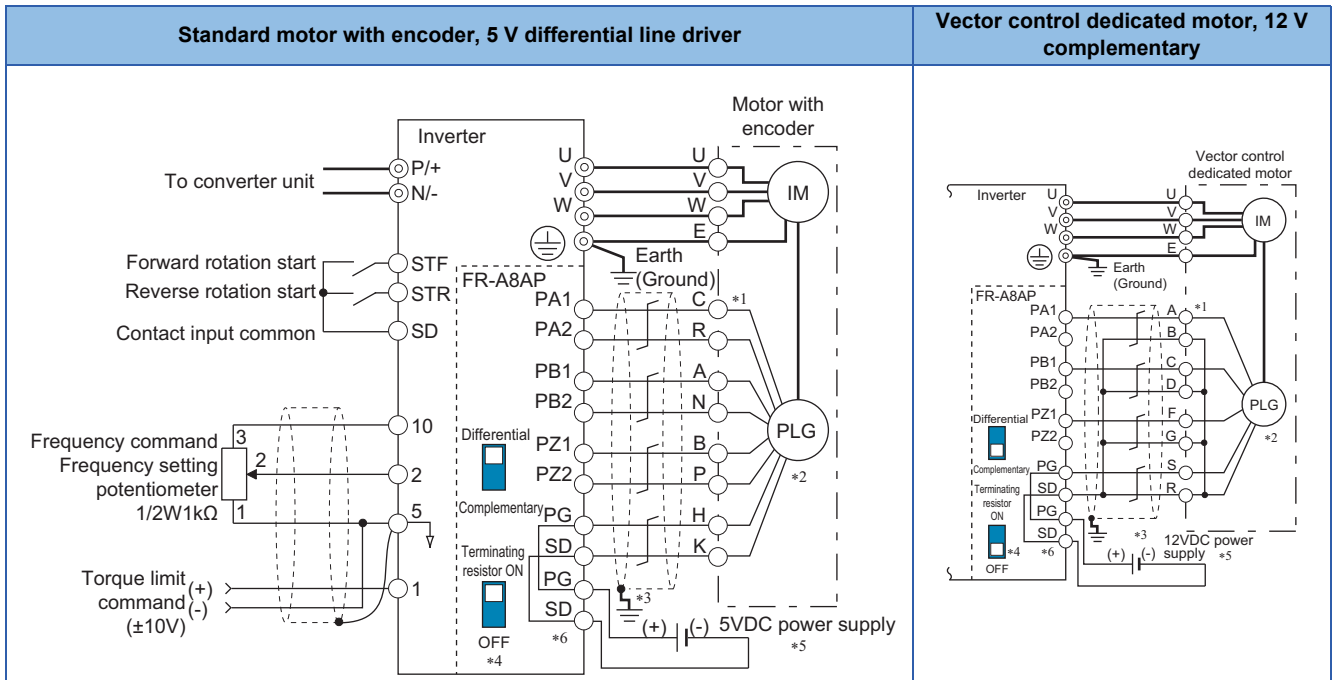 Standard motor with encoder, 5 V differential line driver
Vector control dedicated motor, 12 V
complementary
Motor with
encoder
Inverter
To converter unit
P/+
N/-
U
V
W
U
V
W
E
IM
Earth
(Ground)
Forward rotation start
Reverse rotation start
Contact input common
STF
STR
SD
FR-A8AP
PA1
PA2
PB1
PB2
PZ1
PZ2
PG
SD
PG
SD
C
R
A
N
B
P
H
K
*1
PLG
*2
Differential
Complementary
Terminating
resistor ON
OFF
*4
*6
*3
(+)
(-)
5VDC power supply
*5
Frequency command
Frequency setting
potentiometer
1/2W1kΩ
3
2
1
10
2
5
1
Torque limit
command
(±10V)
(+)
(-)
Vector control
dedicated motor
Inverter
U
V
W
U
V
W
E
IM
Earth
(Ground)
FR-A8AP
PA1
PA2
PB1
PB2
PZ1
PZ2
PG
SD
PG
SD
A
B
C
D
F
G
S
R
*1
PLG
*2
Differential
Complementary
Terminating
resistor
ON
*4
OFF
*6
*3
(+)
(-)
12VDC power
supply
*5